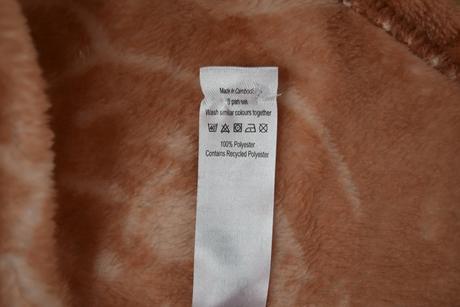 Made in Cambodia
Wash similar colours together
100% Polyester
Contains Recycled Polyester